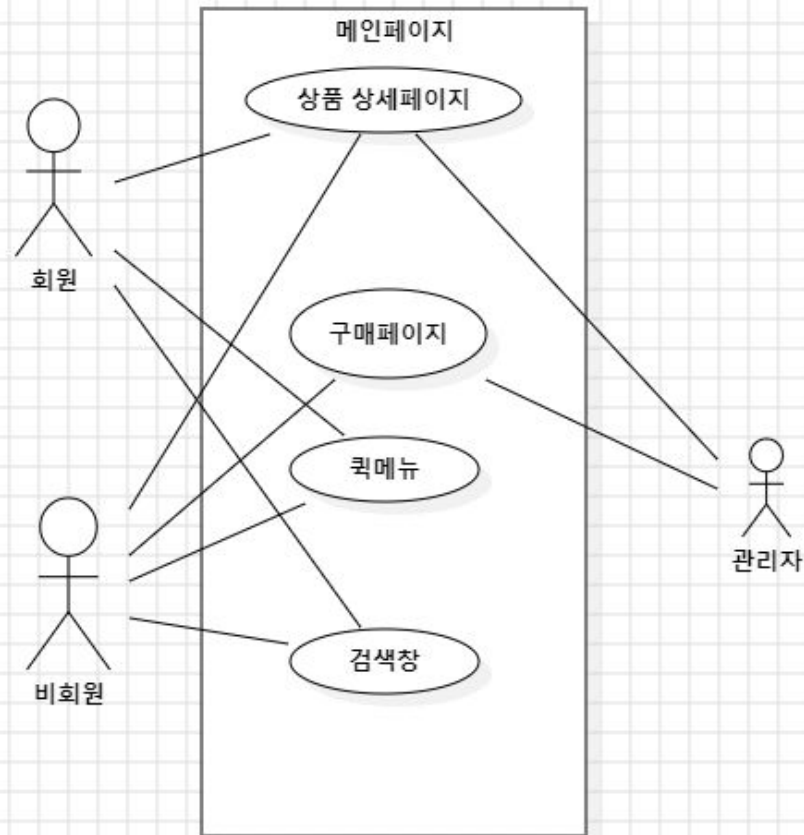 메인페이지
상품 상세페이지
회원
구매페이지
퀵메뉴
관리자
검색창
비회원